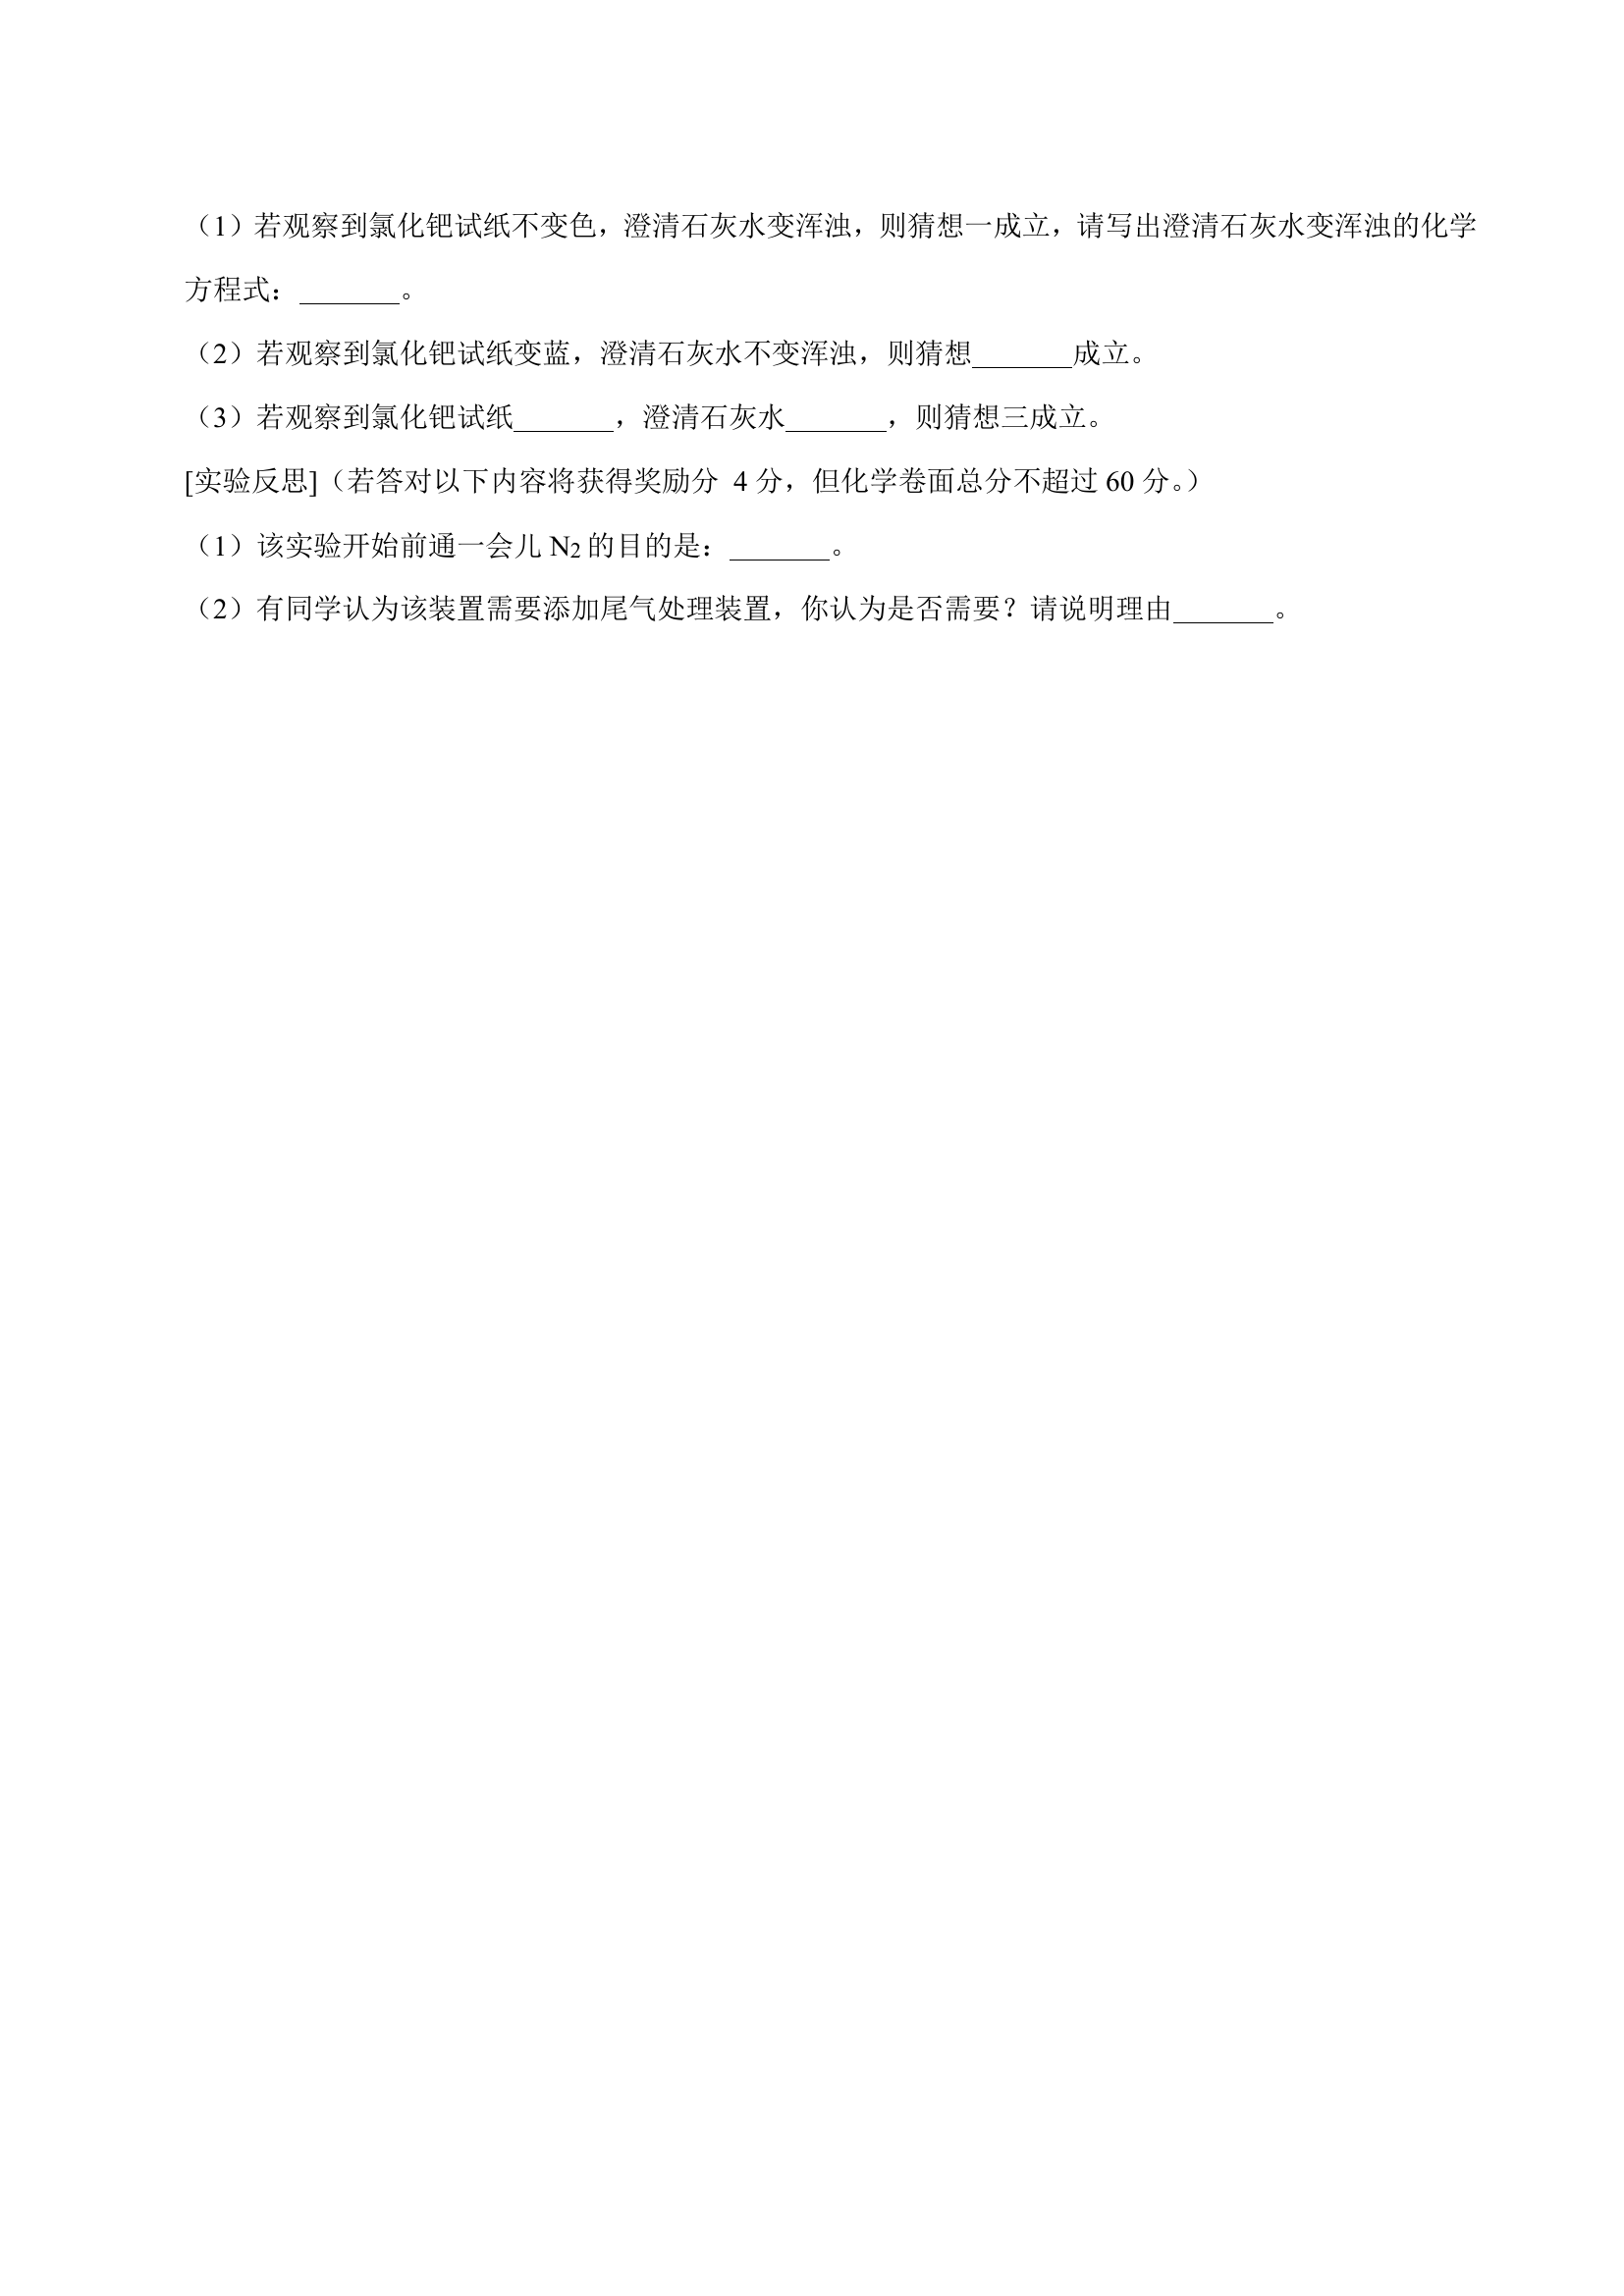 （1）若观察到氯化钯试纸不变色，澄清石灰水变浑浊，则猜想一成立，请写出澄清石灰水变浑浊的化学
方程式：_______。
（2）若观察到氯化钯试纸变蓝，澄清石灰水不变浑浊，则猜想_______成立。
（3）若观察到氯化钯试纸_______，澄清石灰水_______，则猜想三成立。
[实验反思]（若答对以下内容将获得奖励分 4 分，但化学卷面总分不超过 60 分。）
（1）该实验开始前通一会儿 N₂ 的目的是：_______。
（2）有同学认为该装置需要添加尾气处理装置，你认为是否需要？请说明理由_______。